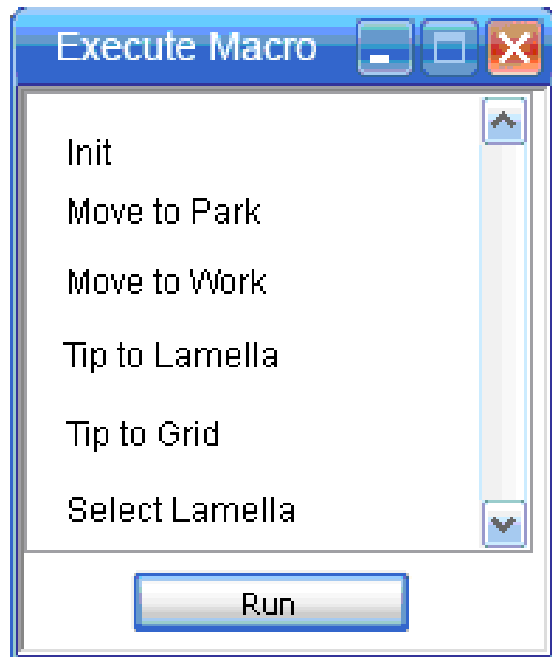 Execute Macro
Init
Move to Park
Move to Work
Tip to Lamella
Tip to Grid
Select Lamella
Run